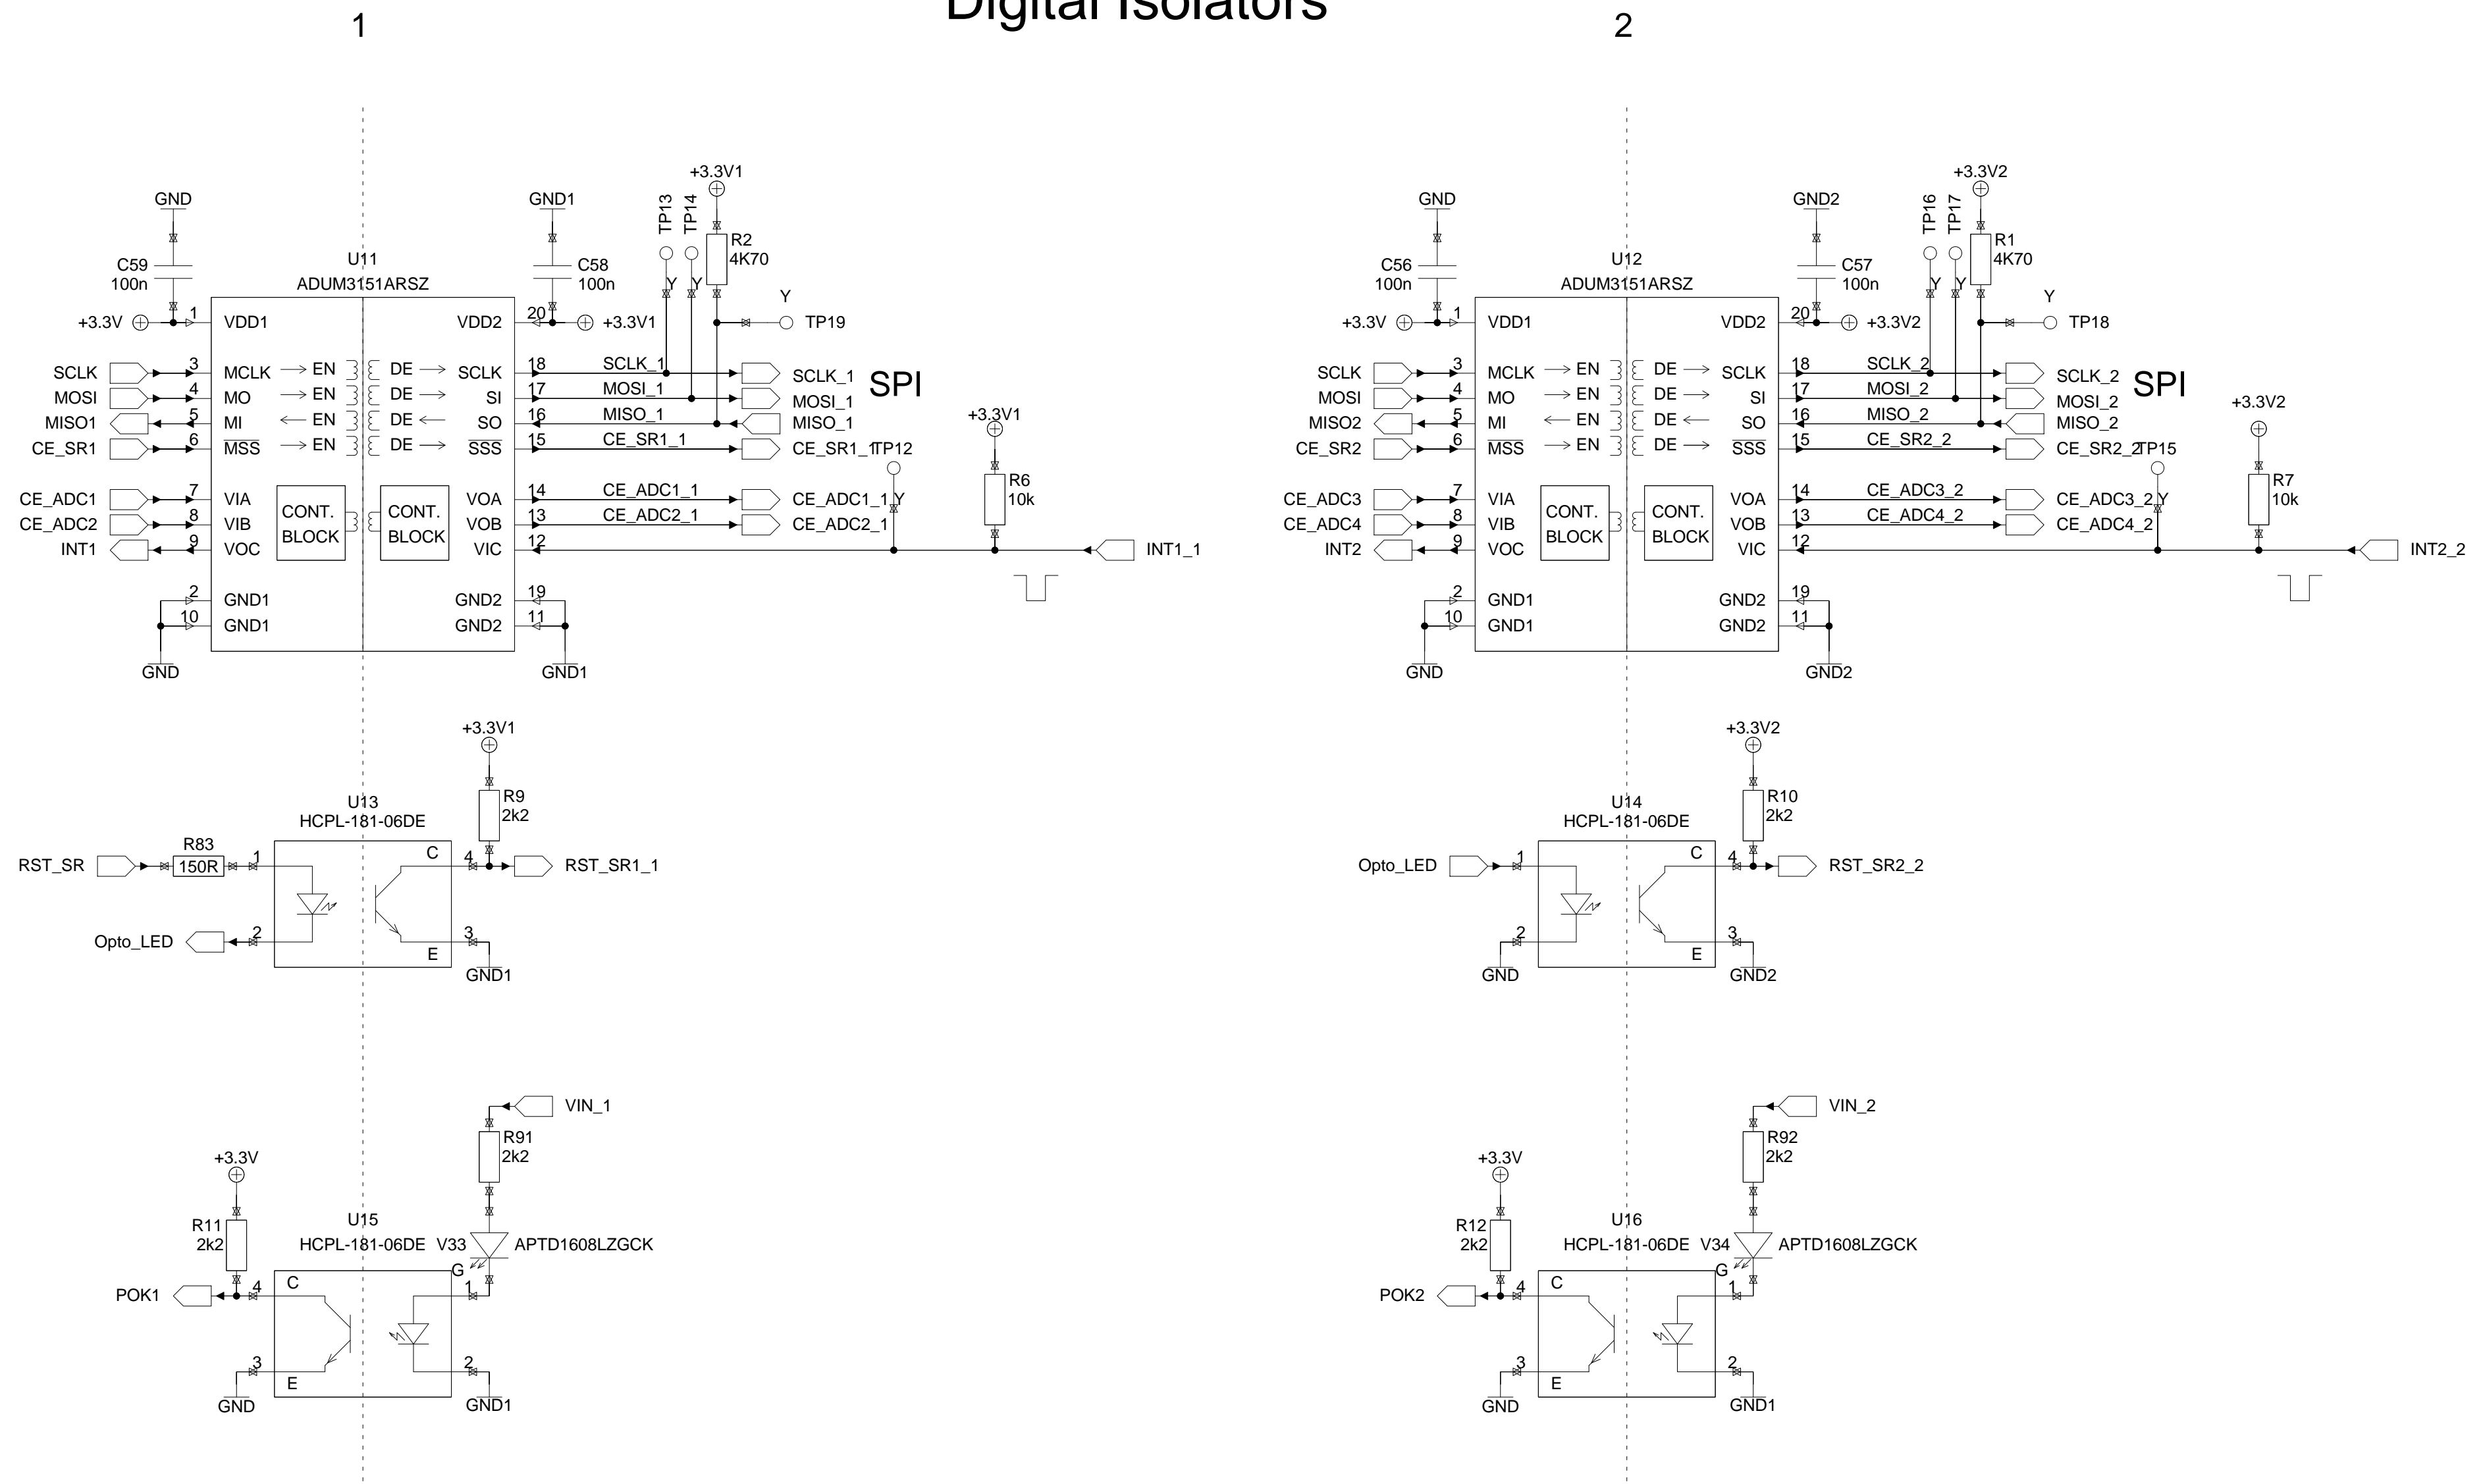 Digital Isolators
1
2
+3.3V1
GND
GND1
TP13
TP14
R2
4K70
C59
100n
U11
ADUM3151ARSZ
C58
100n
Y
Y
Y
+3.3V
1
VDD1
VDD2
20
+3.3V1
TP19
SCLK
3
MCLK
EN
DE
SCLK
18
SCLK_1
SCLK_1
SPI
MOSI
4
MO
EN
DE
SI
17
MOSI_1
MOSI_1
MISO1
5
MI
EN
DE
SO
16
MISO_1
MISO_1
+3.3V1
CE_SR1
6
MSS
EN
DE
SSS
15
CE_SR1_1
CE_SR1_1
TP12
R6
10k
CE_ADC1
7
VIA
CONT.
BLOCK
CONT.
BLOCK
VOA
14
CE_ADC1_1
CE_ADC1_1
Y
CE_ADC2
8
VIB
VOB
13
CE_ADC2_1
CE_ADC2_1
INT1
9
VOC
VIC
12
INT1_1
2
GND1
GND2
19
10
GND1
GND2
11
GND
GND1
+3.3V1
U13
HCPL-181-06DE
R9
2k2
RST_SR
R83
150R
1
C
4
RST_SR1_1
Opto_LED
2
E
3
GND1
VIN_1
R91
2k2
+3.3V
R11
2k2
U15
HCPL-181-06DE
V33
APTD1608LZGCK
G
POK1
4
C
1
3
E
2
GND
GND1
+3.3V2
GND
GND2
TP16
TP17
R1
4K70
C56
100n
U12
ADUM3151ARSZ
C57
100n
Y
Y
Y
+3.3V
1
VDD1
VDD2
20
+3.3V2
TP18
SCLK
3
MCLK
EN
DE
SCLK
18
SCLK_2
SCLK_2
SPI
MOSI
4
MO
EN
DE
SI
17
MOSI_2
MOSI_2
MISO2
5
MI
EN
DE
SO
16
MISO_2
MISO_2
+3.3V2
CE_SR2
6
MSS
EN
DE
SSS
15
CE_SR2_2
CE_SR2_2
TP15
R7
10k
CE_ADC3
7
VIA
CONT.
BLOCK
CONT.
BLOCK
VOA
14
CE_ADC3_2
CE_ADC3_2
Y
CE_ADC4
8
VIB
VOB
13
CE_ADC4_2
CE_ADC4_2
INT2
9
VOC
VIC
12
INT2_2
2
GND1
GND2
19
10
GND1
GND2
11
GND
GND2
+3.3V2
U14
HCPL-181-06DE
R10
2k2
Opto_LED
1
C
4
RST_SR2_2
2
E
3
GND
GND2
VIN_2
R92
2k2
+3.3V
R12
2k2
U16
HCPL-181-06DE
V34
APTD1608LZGCK
G
POK2
4
C
1
3
E
2
GND
GND1